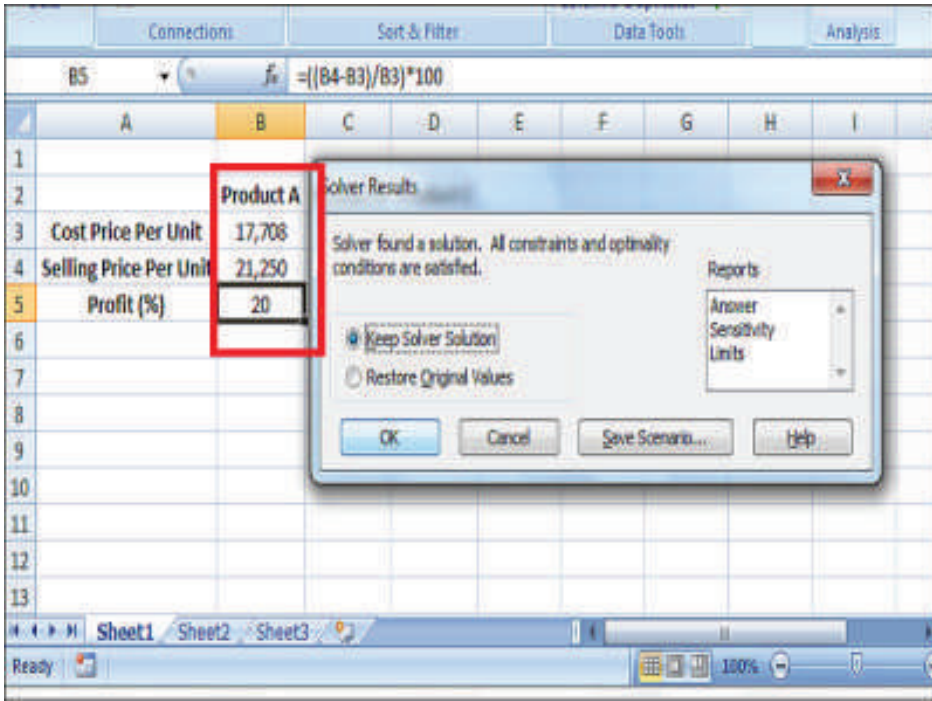 Connections Sort & Filter Data Tools Analysis
B5 fx =((B4-B3)/B3)*100
A B C D E F G H I
1
2 Product A
3 Cost Price Per Unit 17,708
4 Selling Price Per Unit 21,250
5 Profit (%) 20
6
7
8
9
10
11
12
13
Solver Results
Solver found a solution. All constraints and optimality
conditions are satisfied.
Reports
Answer
Sensitivity
Limits
Keep Solver Solution
Restore Original Values
OK Cancel Save Scenario... Help
Sheet1 Sheet2 Sheet3
Ready 100%